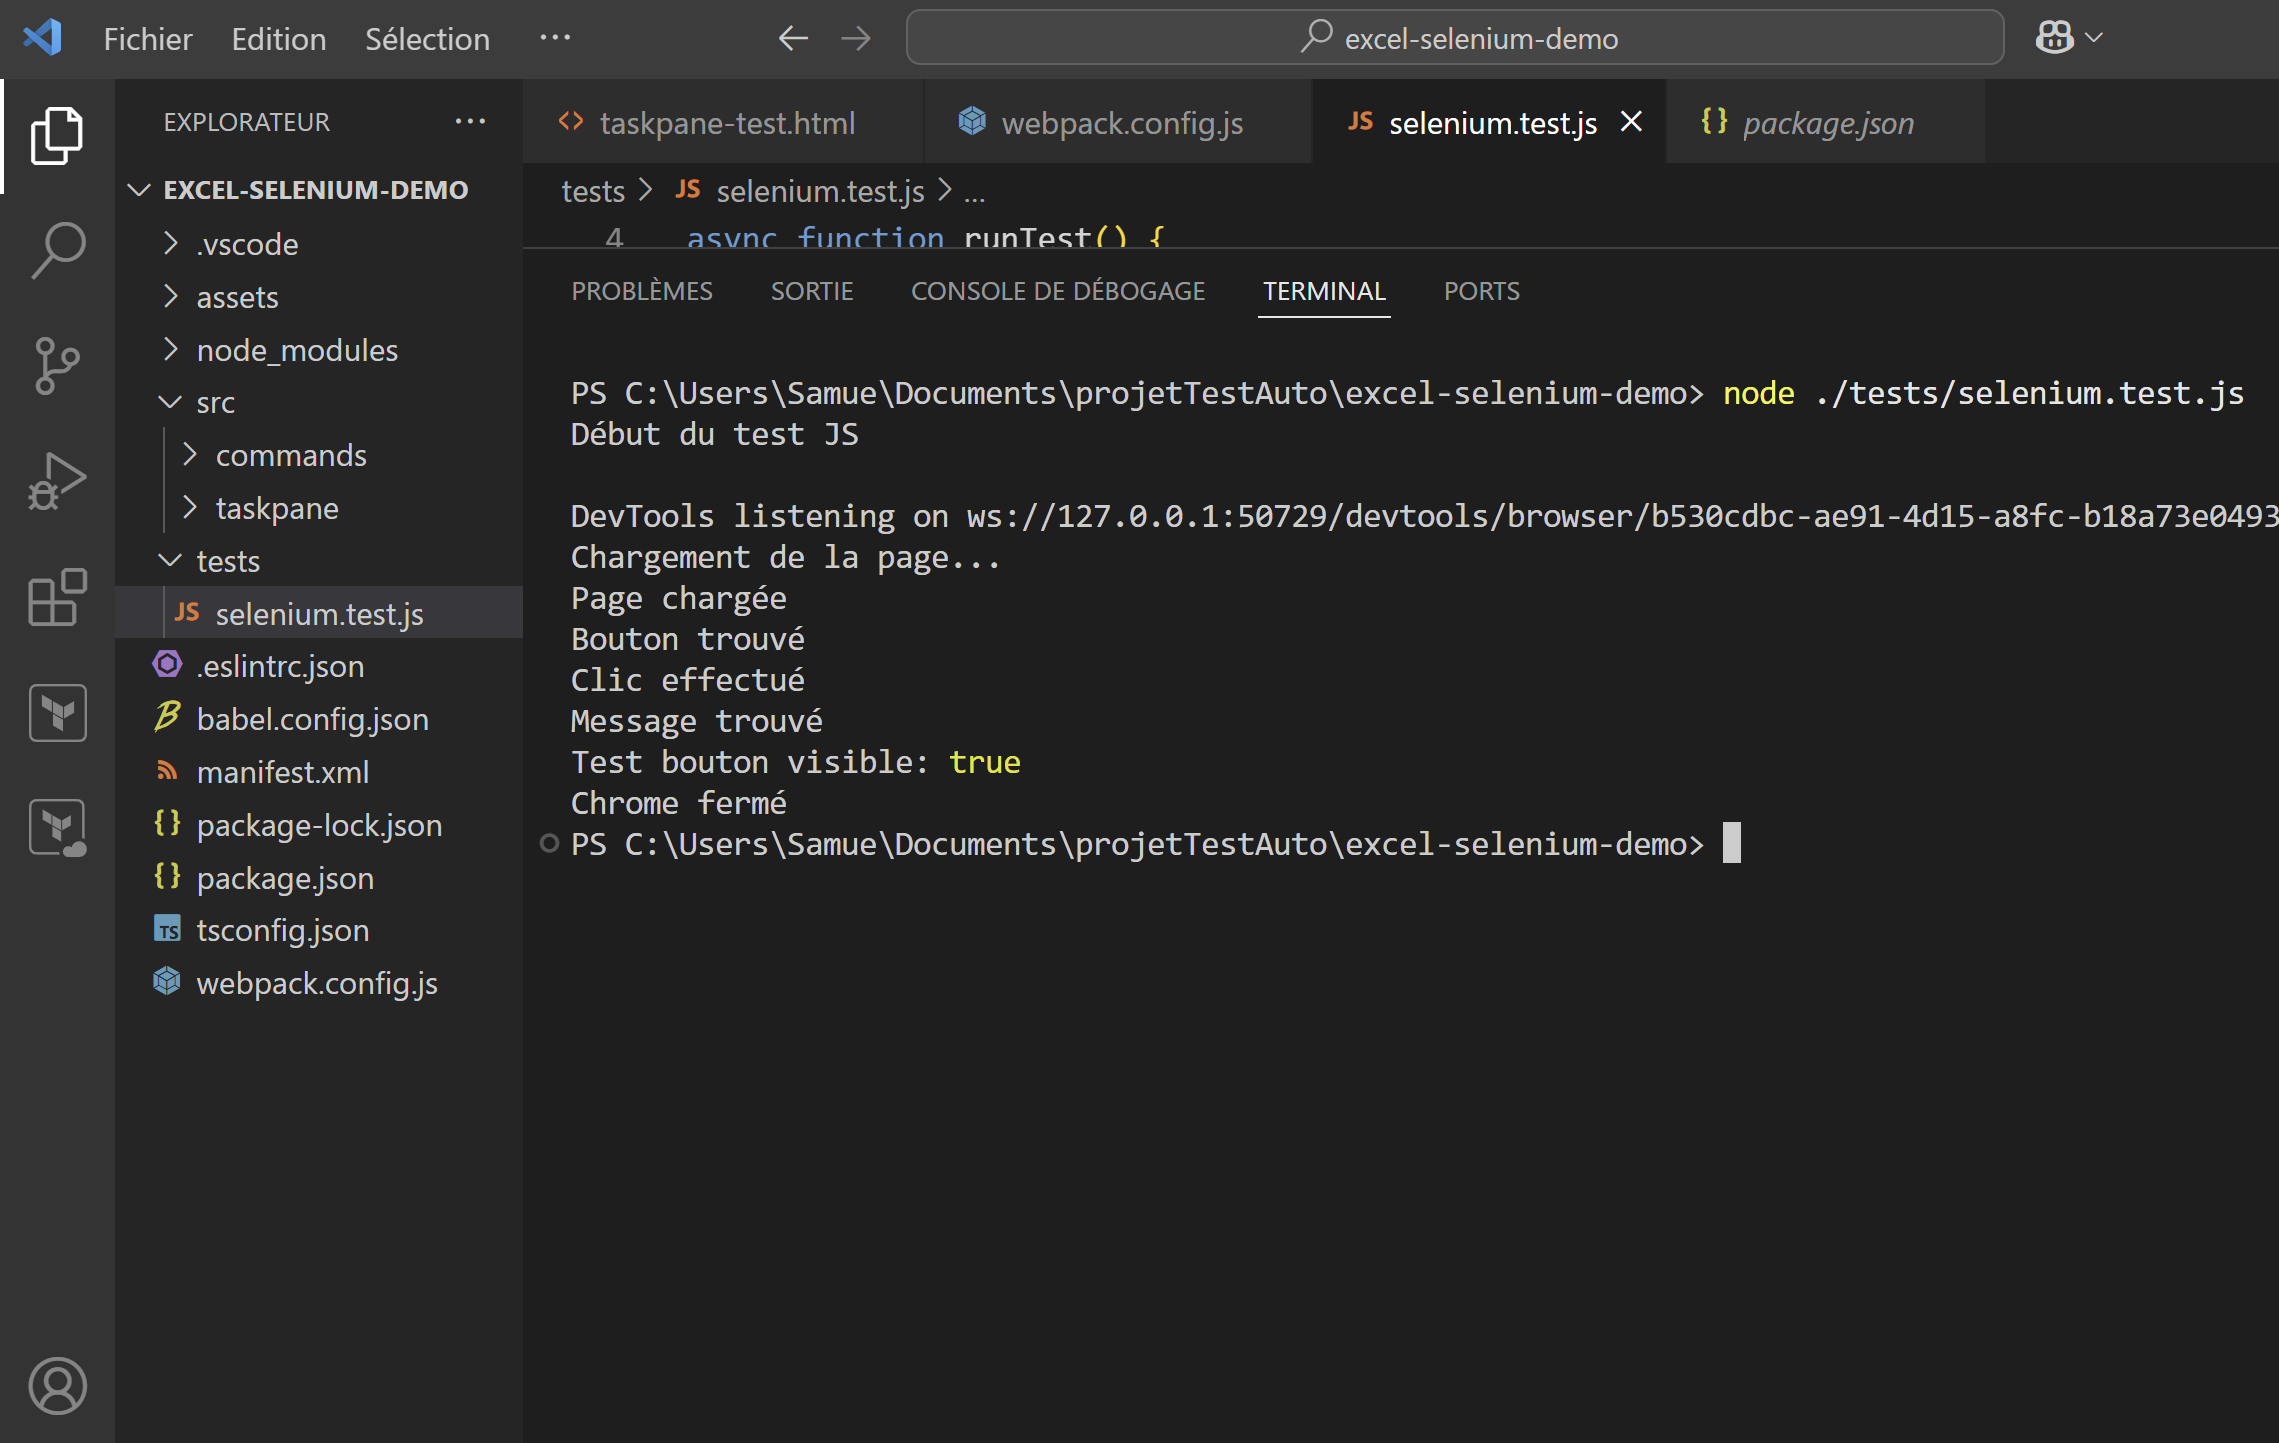 Fichier Edition Sélection ··· excel-selenium-demo
EXPLORATEUR ···
EXCEL-SELENIUM-DEMO
.vscode
assets
node_modules
src
commands
taskpane
tests
JS selenium.test.js
.eslintrc.json
babel.config.json
manifest.xml
{} package-lock.json
{} package.json
TS tsconfig.json
webpack.config.js
<> taskpane-test.html webpack.config.js JS selenium.test.js {} package.json
tests > JS selenium.test.js > ...
4 async function runTest() {
PROBLÈMES SORTIE CONSOLE DE DÉBOGAGE TERMINAL PORTS
PS C:\Users\Samue\Documents\projetTestAuto\excel-selenium-demo> node ./tests/selenium.test.js
Début du test JS
DevTools listening on ws://127.0.0.1:50729/devtools/browser/b530cdbc-ae91-4d15-a8fc-b18a73e0493
Chargement de la page...
Page chargée
Bouton trouvé
Clic effectué
Message trouvé
Test bouton visible: true
Chrome fermé
PS C:\Users\Samue\Documents\projetTestAuto\excel-selenium-demo>